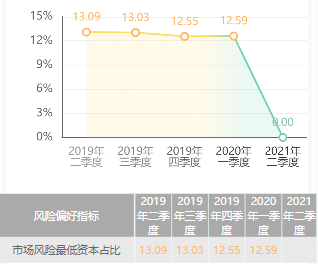 15%
13.09 13.03 12.55 12.59
12%
9%
6%
3%
0.00
0%
2019年 2019年 2019年 2020年 2021年
二季度 三季度 四季度 一季度 二季度
风险偏好指标
2019 2019 2019 2020 2021
年二季 年三季 年四季 年一季 年二季
度 度 度 度 度
市场风险最低资本占比 13.09 13.03 12.55 12.59